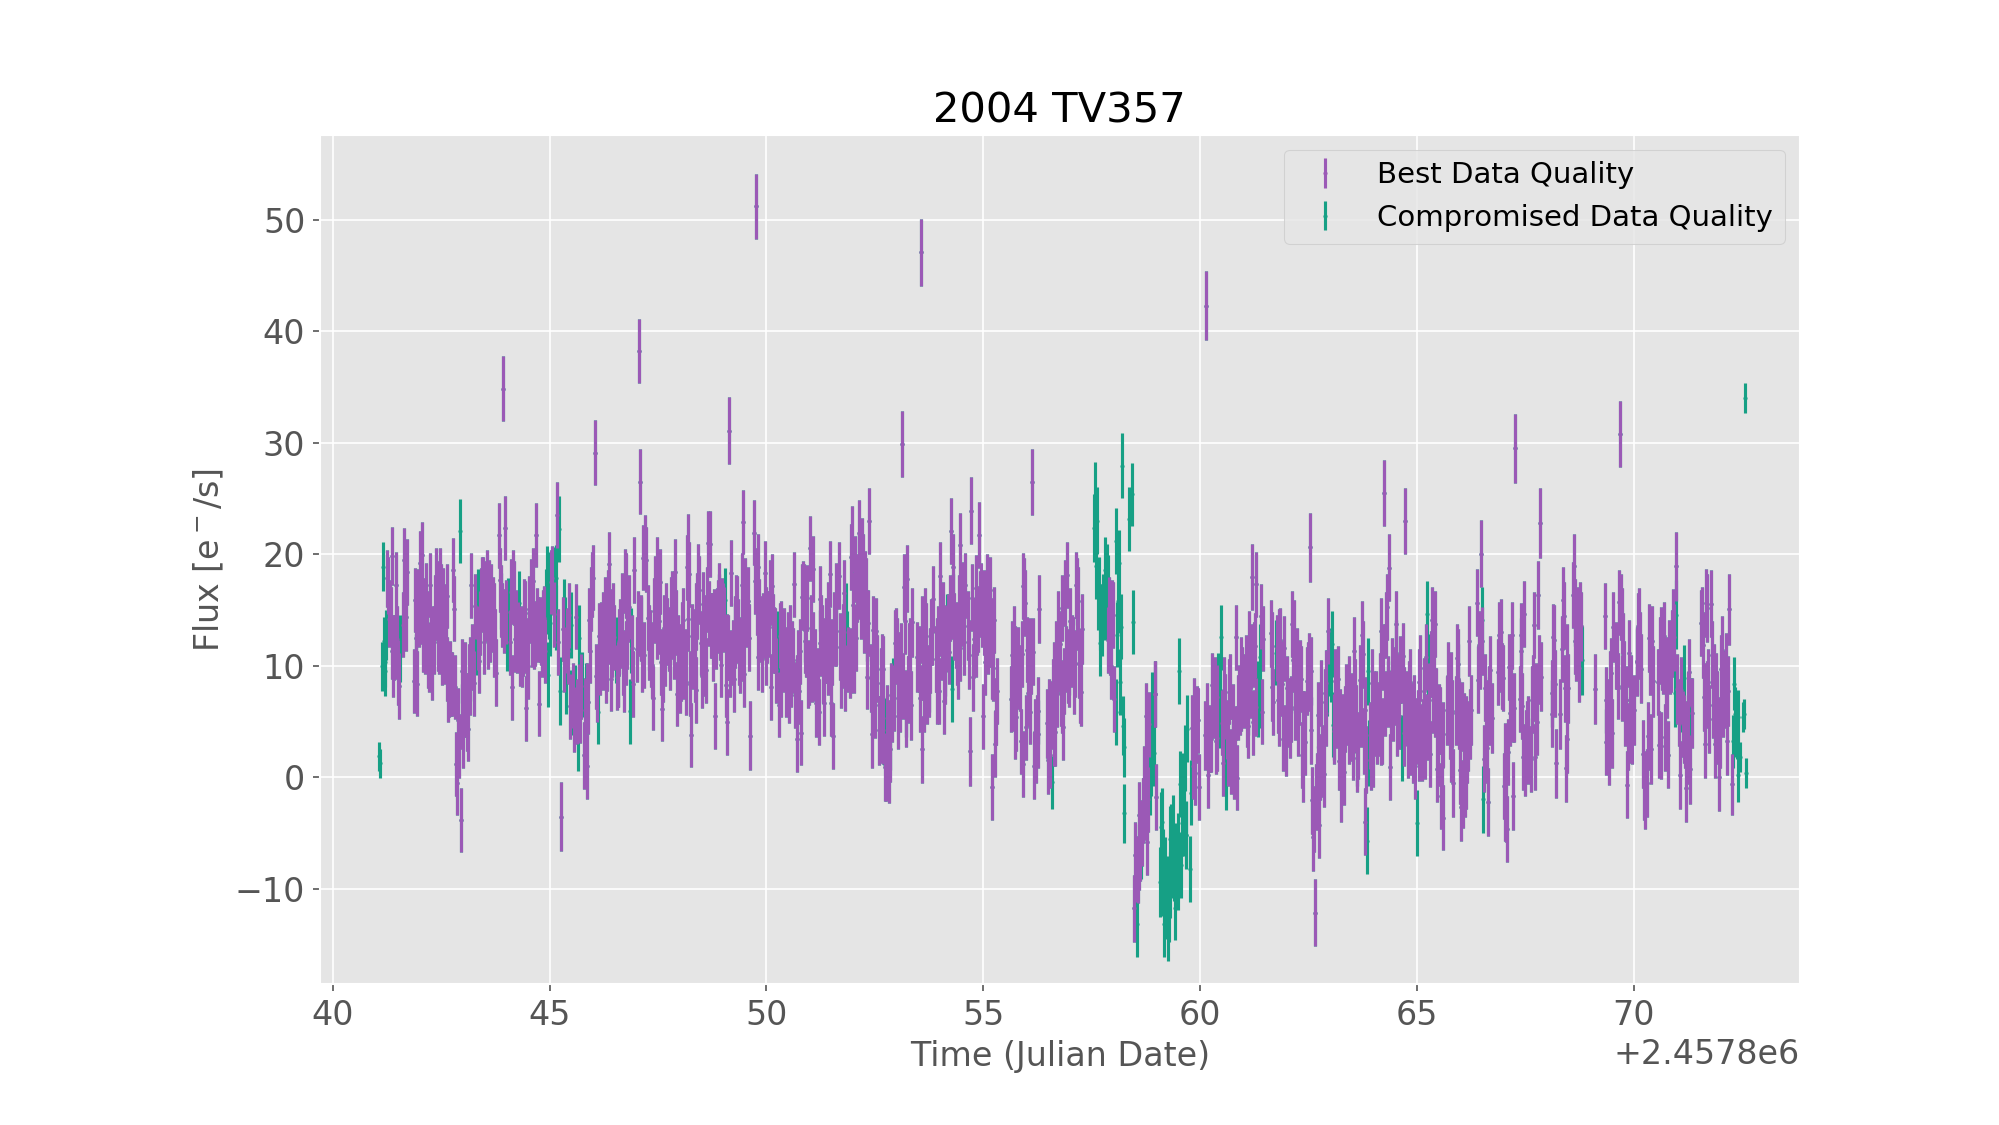 2004 TV357
Best Data Quality
Compromised Data Quality
Flux [e⁻/s]
50
40
30
20
10
0
−10
40 45 50 55 60 65 70
Time (Julian Date)
+2.4578e6